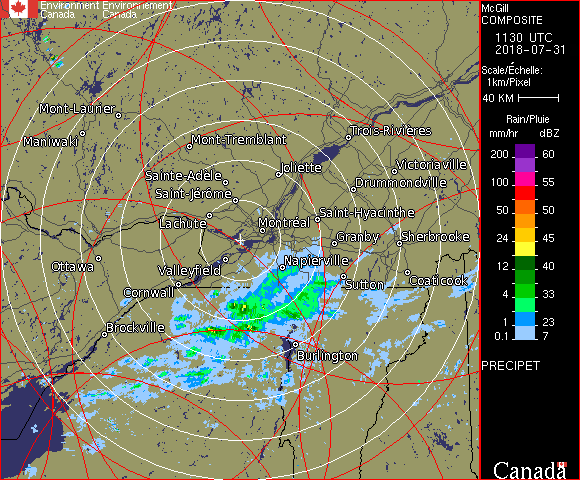 Environment Environnement
Canada Canada
McGill
COMPOSITE
1130 UTC
2018-07-31
Scale/Échelle:
1km/Pixel
40 KM
Rain/Pluie
mm/hr dBZ
200 60
100 55
50 50
24 45
12 40
4 33
1 23
0.1 7
PRECIPET
Canada
Mont-Laurier
Maniwaki
Mont-Tremblant
Trois-Rivières
Sainte-Adèle
Joliette
Victoriaville
Saint-Jérôme
Drummondville
Lachute
Montréal
Saint-Hyacinthe
Granby
Sherbrooke
Ottawa
Valleyfield
Napierville
Cornwall
Sutton
Coaticook
Brockville
Burlington